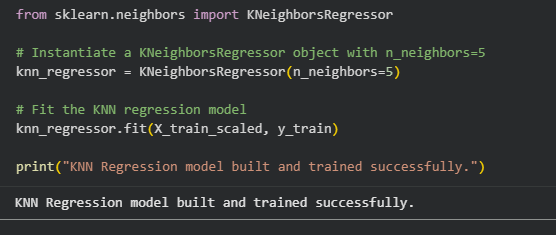 from sklearn.neighbors import KNeighborsRegressor
# Instantiate a KNeighborsRegressor object with n_neighbors=5
knn_regressor = KNeighborsRegressor(n_neighbors=5)
# Fit the KNN regression model
knn_regressor.fit(X_train_scaled, y_train)
print("KNN Regression model built and trained successfully.")
KNN Regression model built and trained successfully.